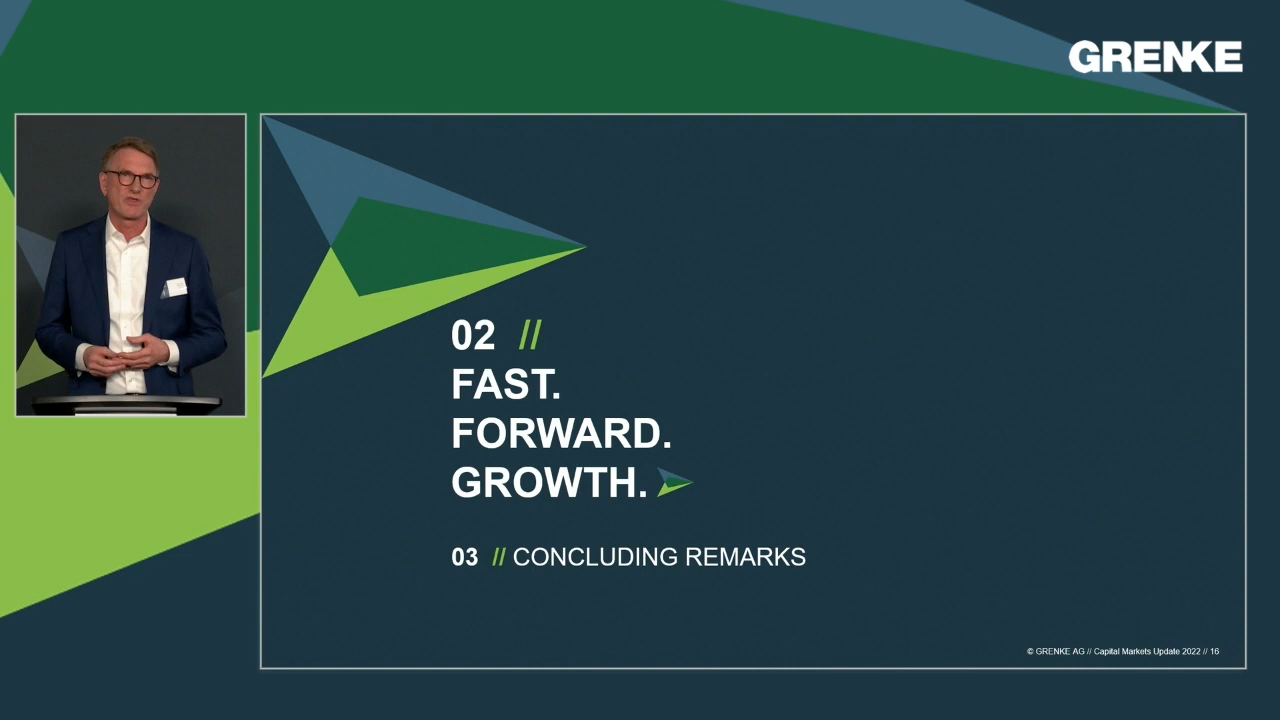 GRENKE
02 //
FAST.
FORWARD.
GROWTH.
03 // CONCLUDING REMARKS
© GRENKE AG // Capital Markets Update 2022 // 16